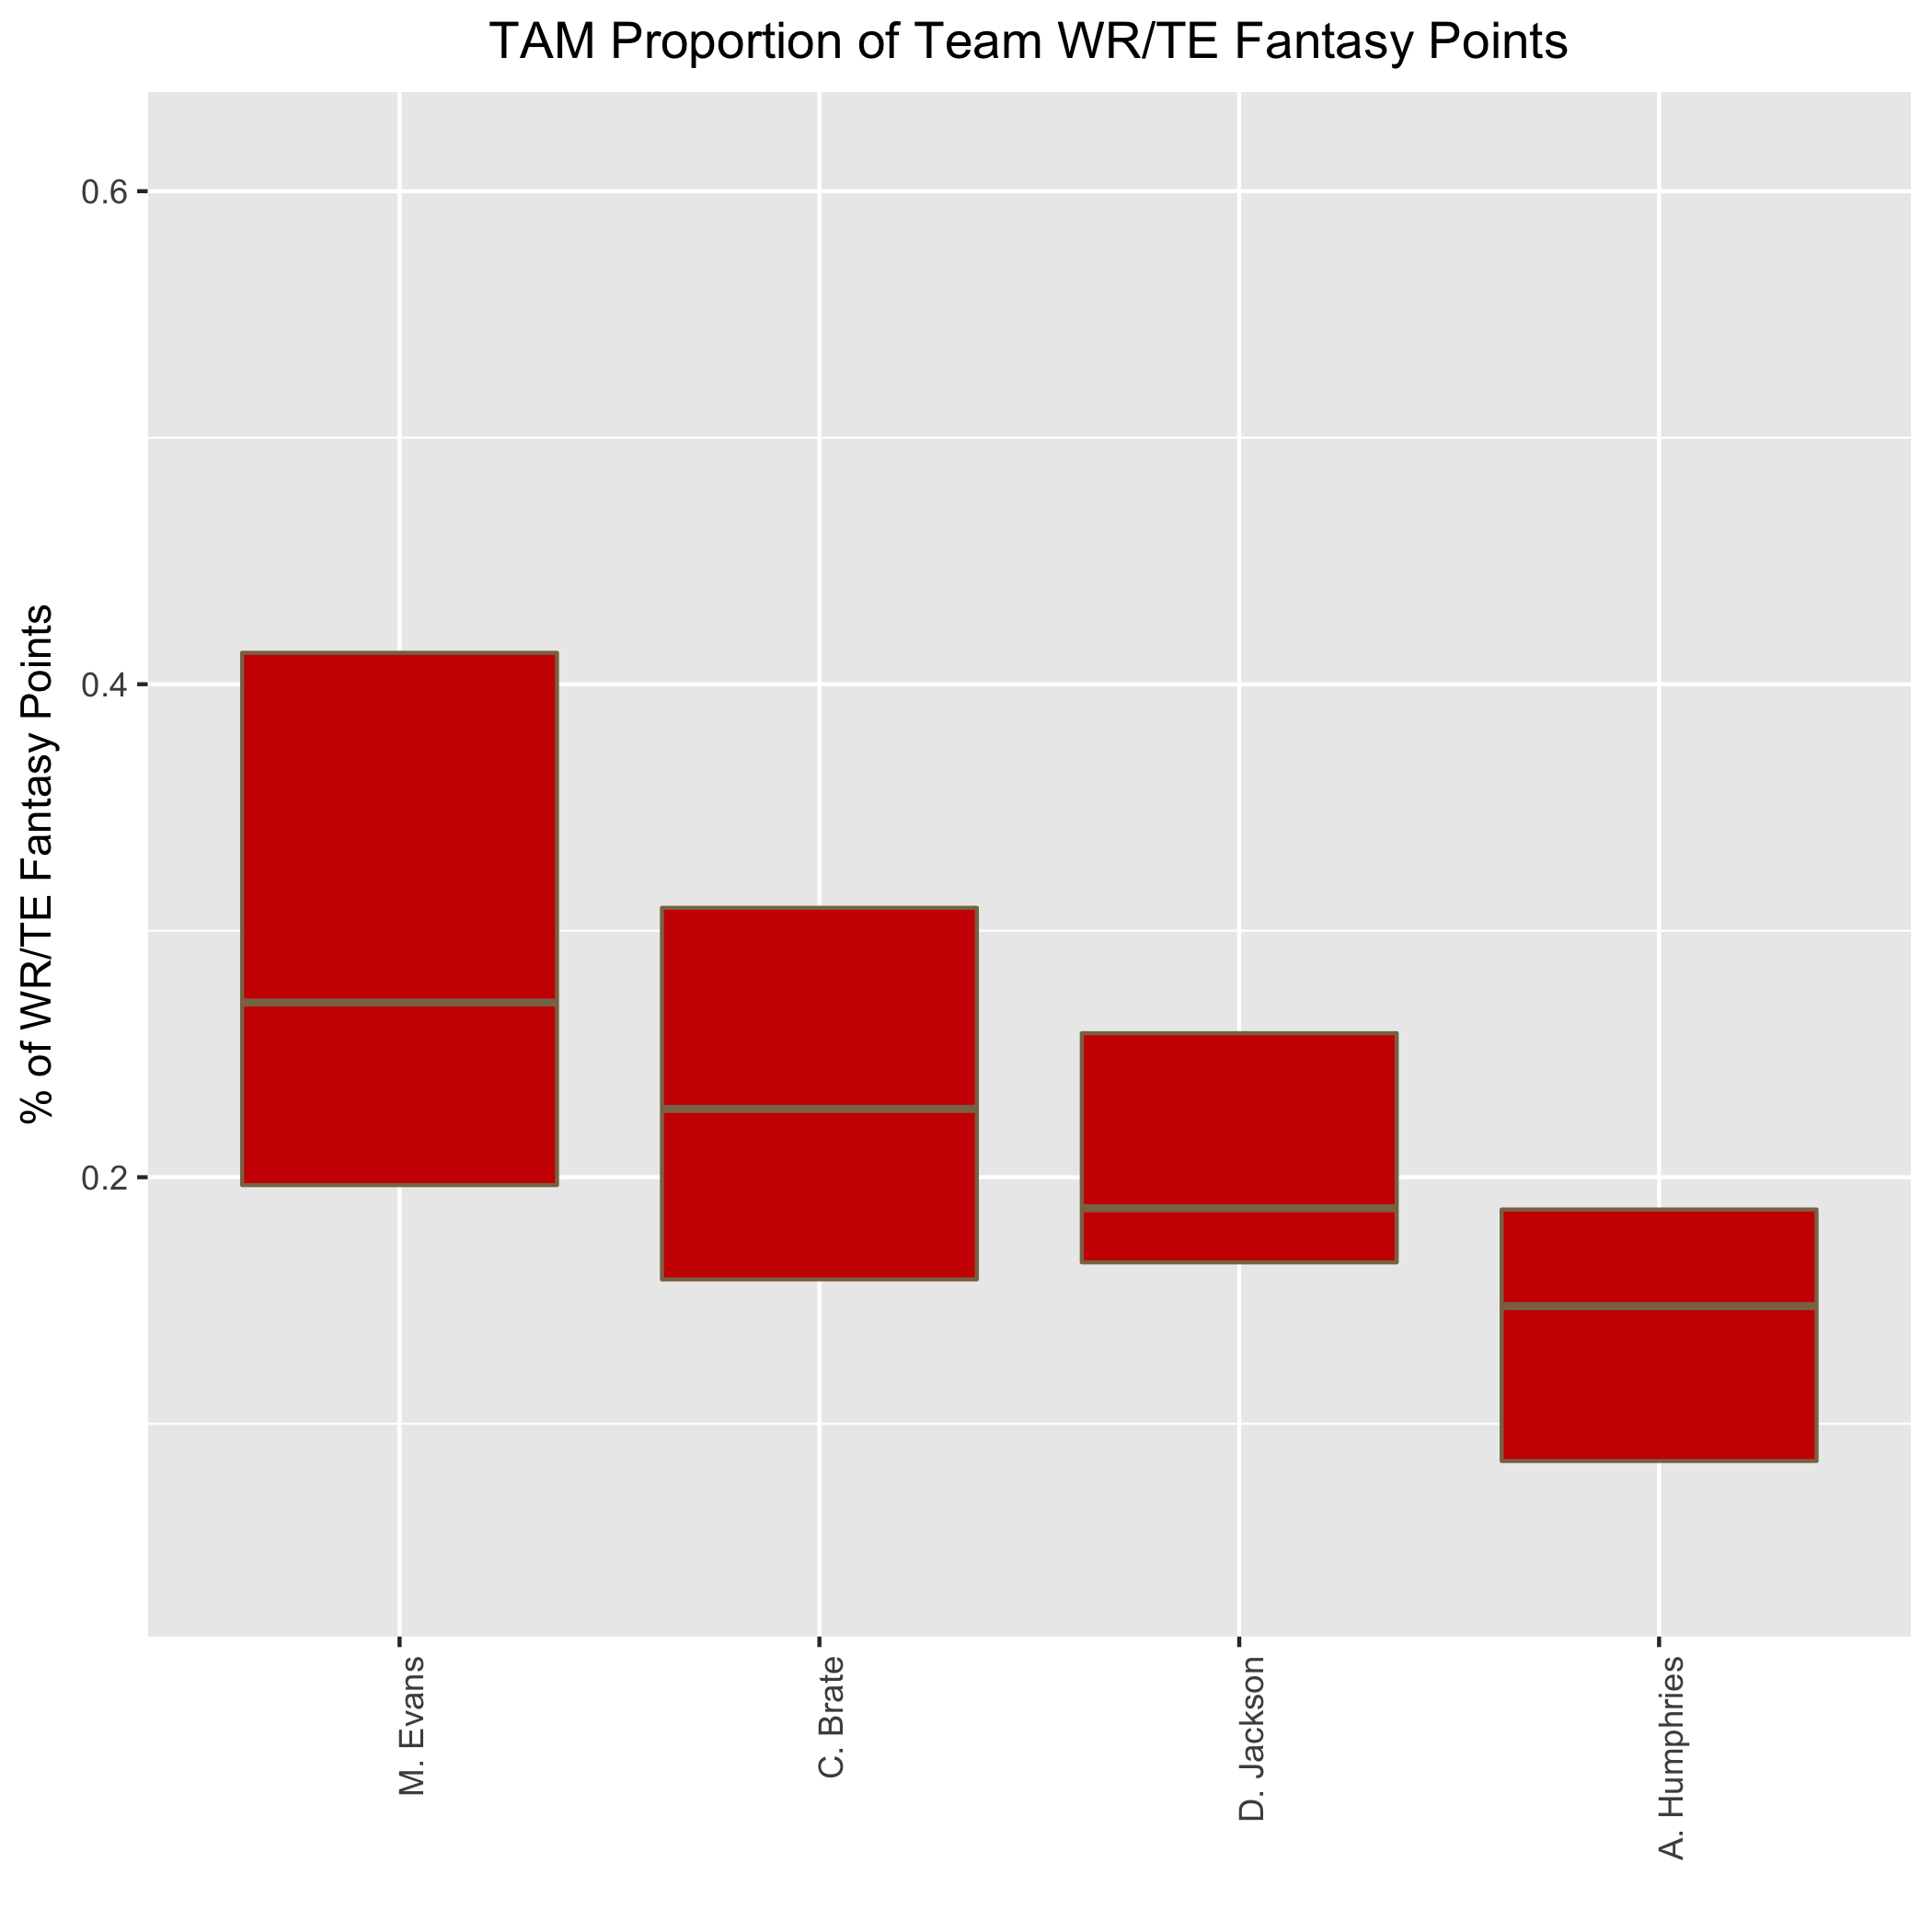 TAM Proportion of Team WR/TE Fantasy Points
% of WR/TE Fantasy Points
0.6
0.4
0.2
M. Evans
C. Brate
D. Jackson
A. Humphries